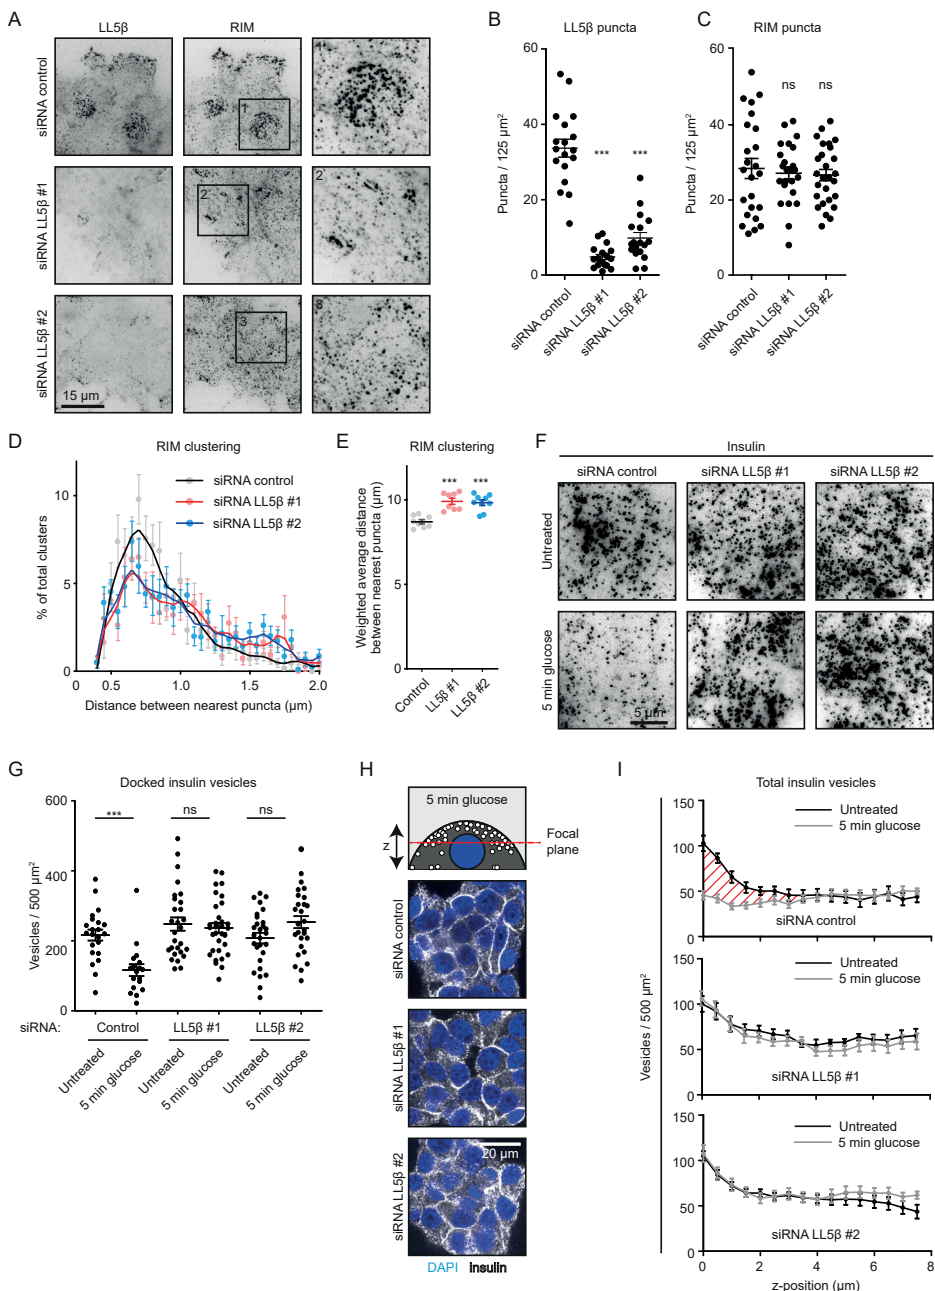 A
LL5β
RIM
siRNA control
siRNA LL5β #1
siRNA LL5β #2
1
2
2
3
3
15 µm
B
LL5β puncta
Puncta / 125 µm²
60
40
20
0
***
***
siRNA control
siRNA LL5β #1
siRNA LL5β #2
C
RIM puncta
Puncta / 125 µm²
60
40
20
0
ns
ns
siRNA control
siRNA LL5β #1
siRNA LL5β #2
D
RIM clustering
siRNA control
siRNA LL5β #1
siRNA LL5β #2
% of total clusters
10
5
0
0.5
1.0
1.5
2.0
Distance between nearest puncta (µm)
E
RIM clustering
Weighted average distance
between nearest puncta (µm)
10
5
0
***
***
Control
LL5β #1
LL5β #2
F
Insulin
siRNA control
siRNA LL5β #1
siRNA LL5β #2
Untreated
5 min glucose
5 µm
G
Docked insulin vesicles
Vesicles / 500 µm²
600
400
200
0
***
ns
ns
siRNA:
Control
LL5β #1
LL5β #2
Untreated
5 min glucose
Untreated
5 min glucose
Untreated
5 min glucose
H
5 min glucose
z
Focal
plane
siRNA control
siRNA LL5β #1
siRNA LL5β #2
20 µm
DAPI insulin
I
Total insulin vesicles
Vesicles / 500 µm²
150
100
50
0
Untreated
5 min glucose
siRNA control
150
100
50
0
Untreated
5 min glucose
siRNA LL5β #1
150
100
50
0
Untreated
5 min glucose
siRNA LL5β #2
0
2
4
6
8
z-position (µm)